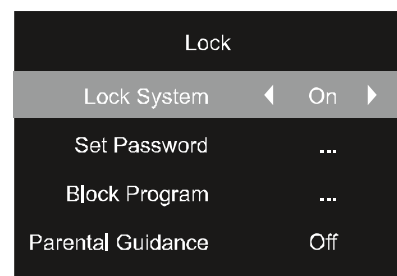 Lock
Lock System On
Set Password ...
Block Program ...
Parental Guidance Off